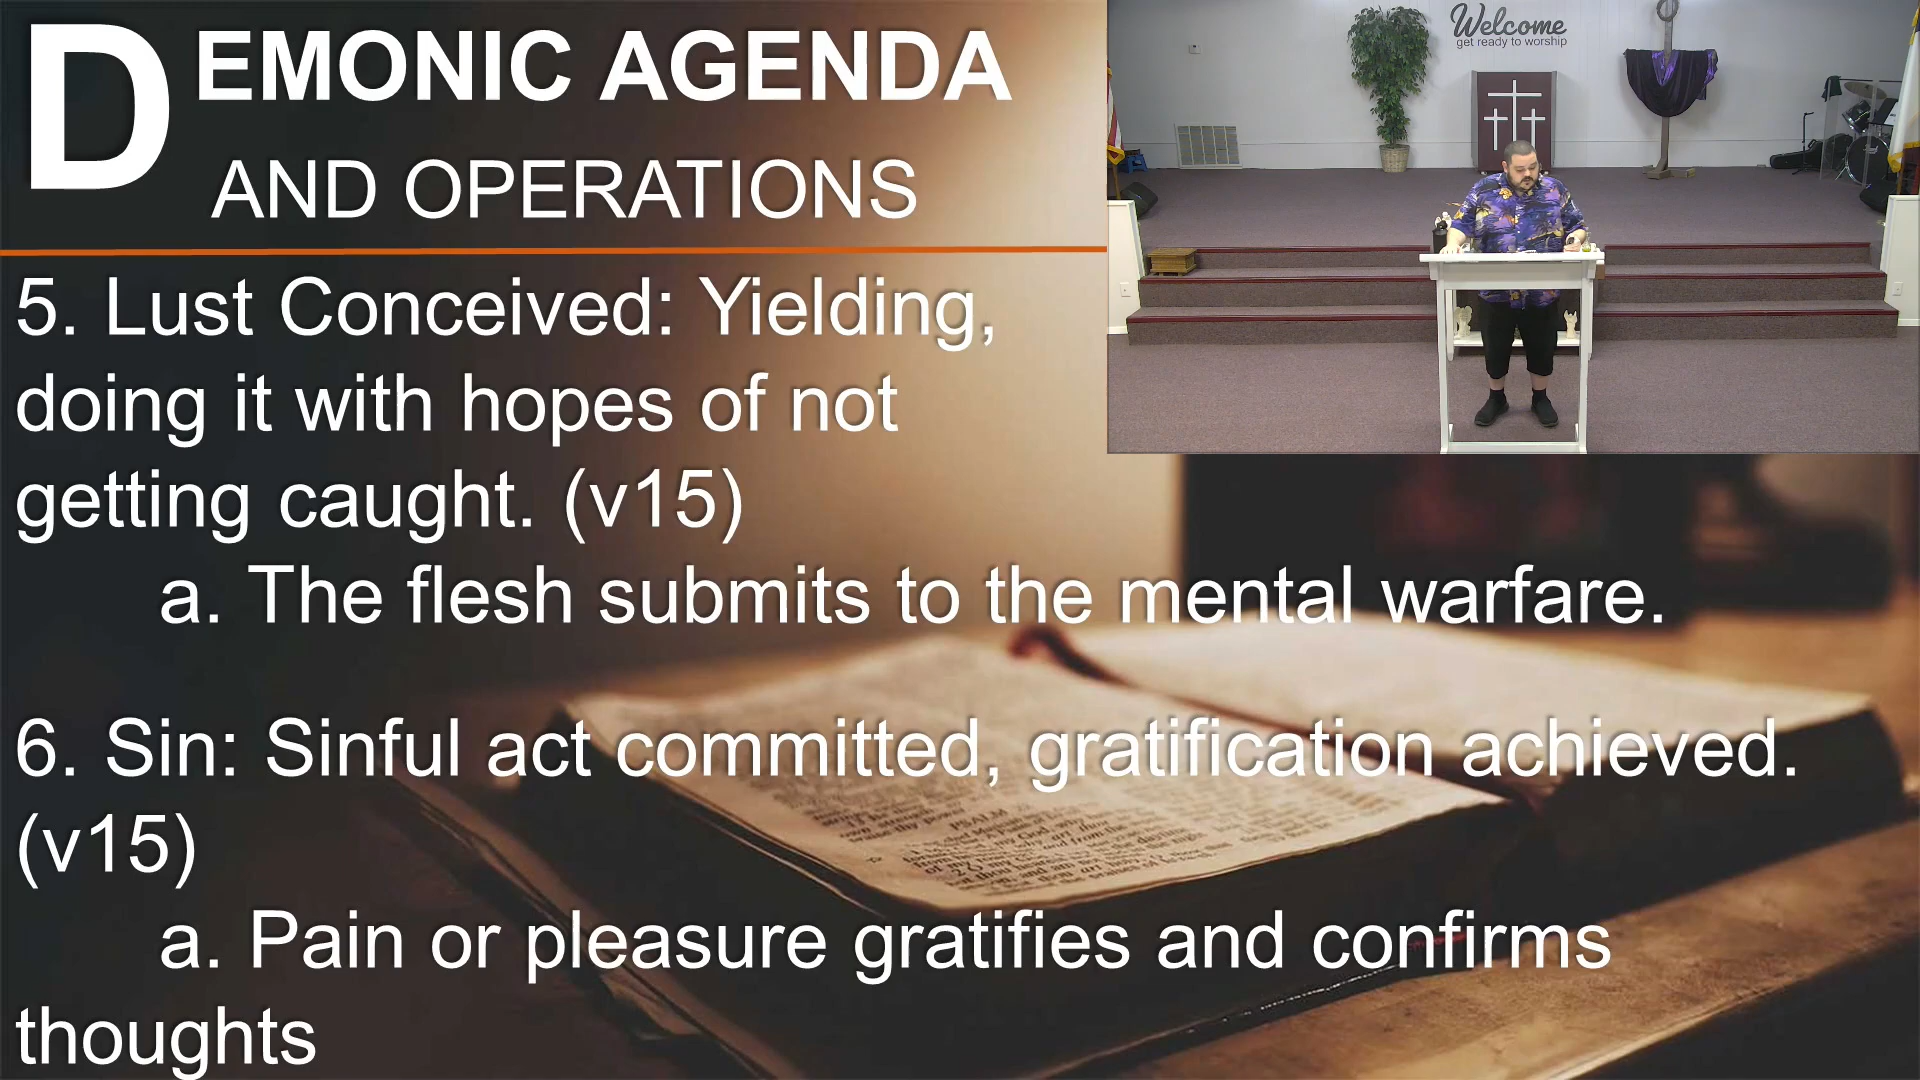 DEMONIC AGENDA
AND OPERATIONS
Welcome
get ready to worship
5. Lust Conceived: Yielding,
doing it with hopes of not
getting caught. (v15)
a. The flesh submits to the mental warfare.
6. Sin: Sinful act committed, gratification achieved.
(v15)
a. Pain or pleasure gratifies and confirms
thoughts
PSALM